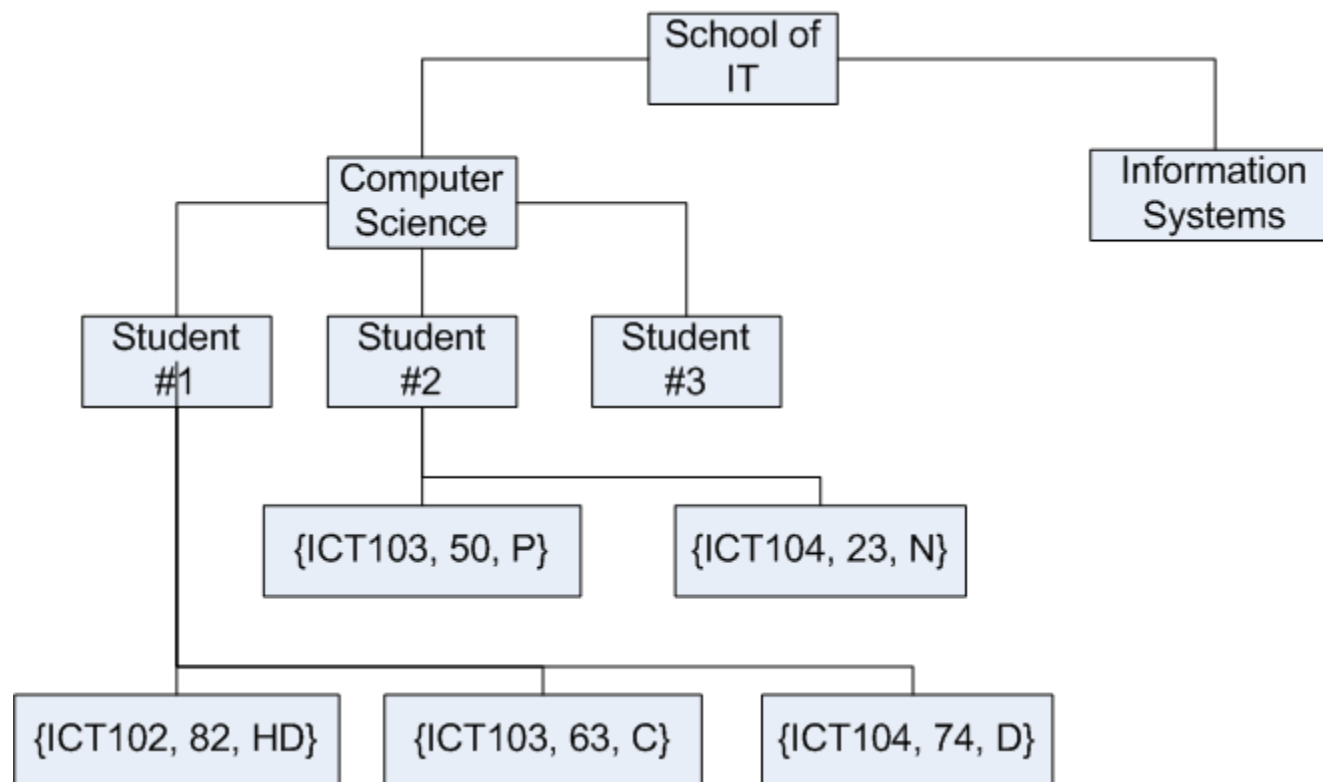 School of
IT
Computer
Science
Information
Systems
Student
#1
Student
#2
Student
#3
{ICT103, 50, P}
{ICT104, 23, N}
{ICT102, 82, HD}
{ICT103, 63, C}
{ICT104, 74, D}